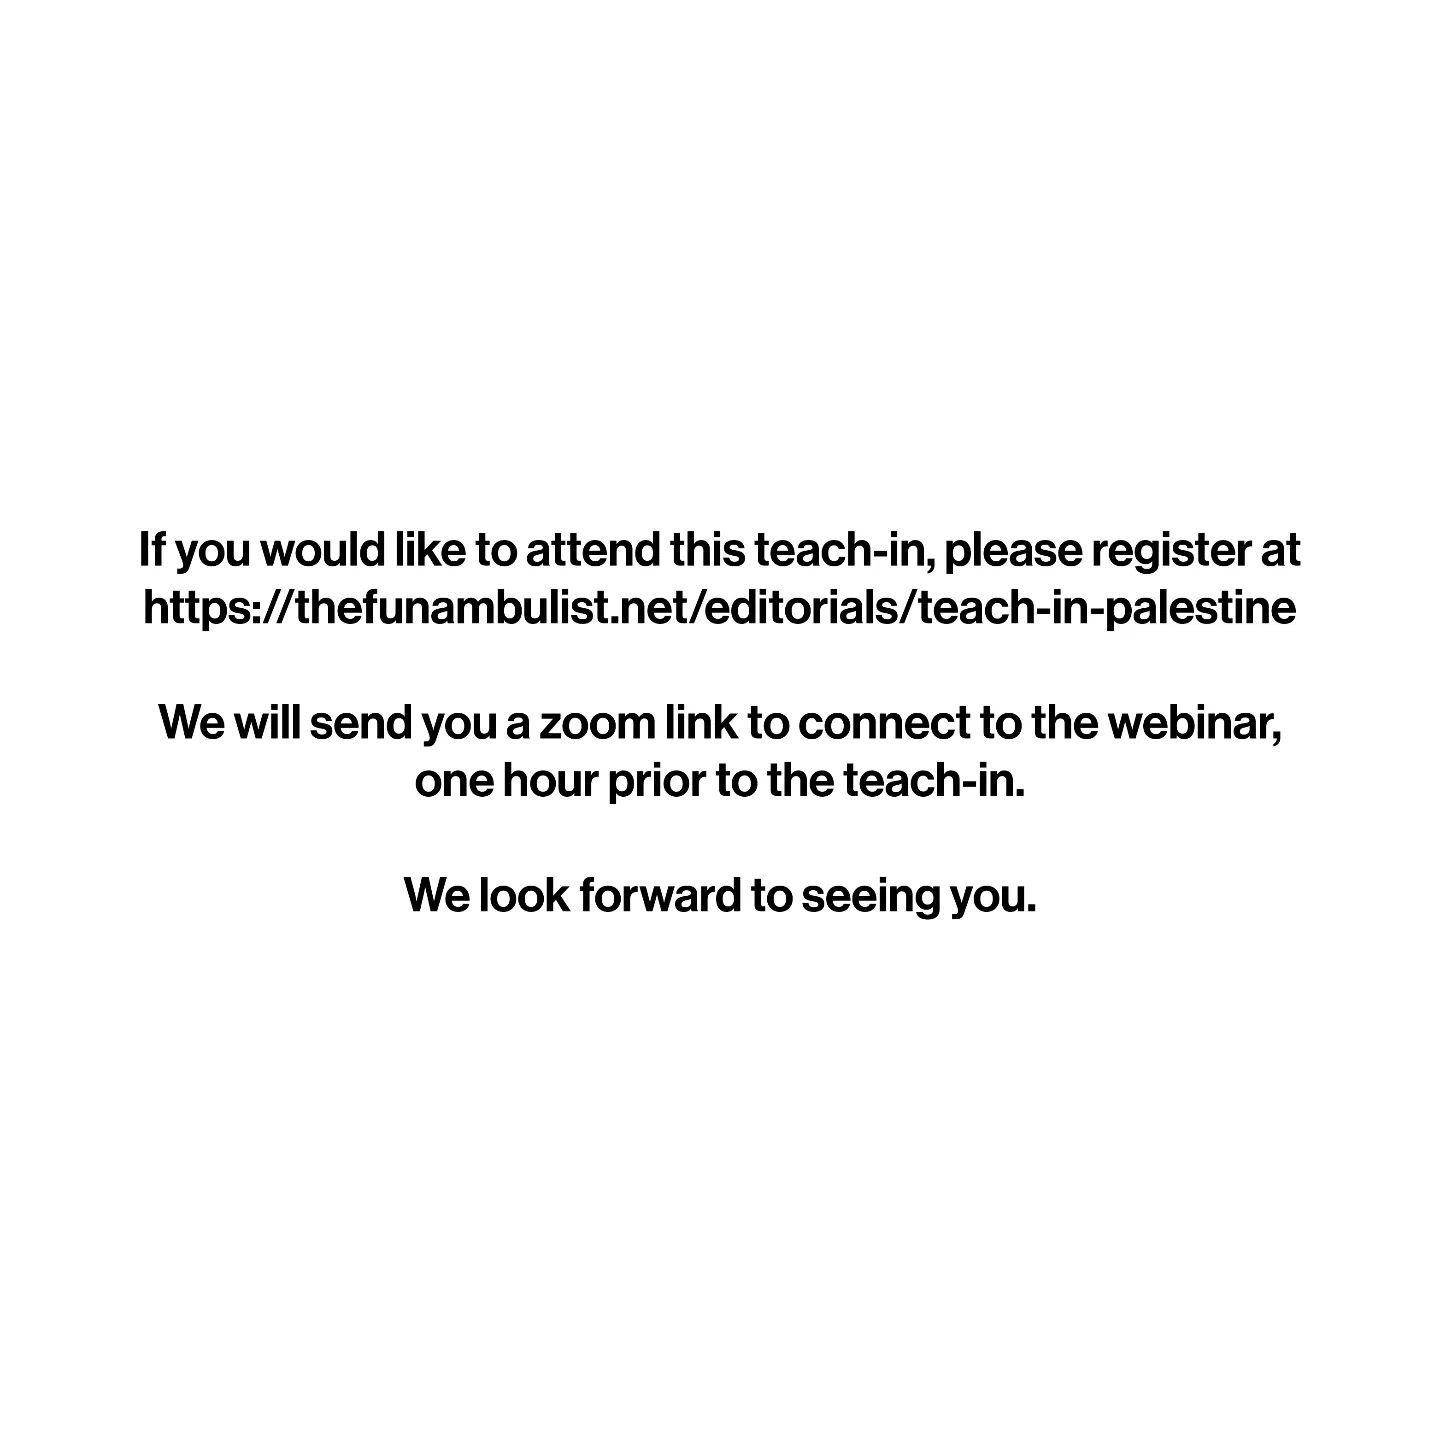 If you would like to attend this teach-in, please register at
https://thefunambulist.net/editorials/teach-in-palestine
We will send you a zoom link to connect to the webinar,
one hour prior to the teach-in.
We look forward to seeing you.